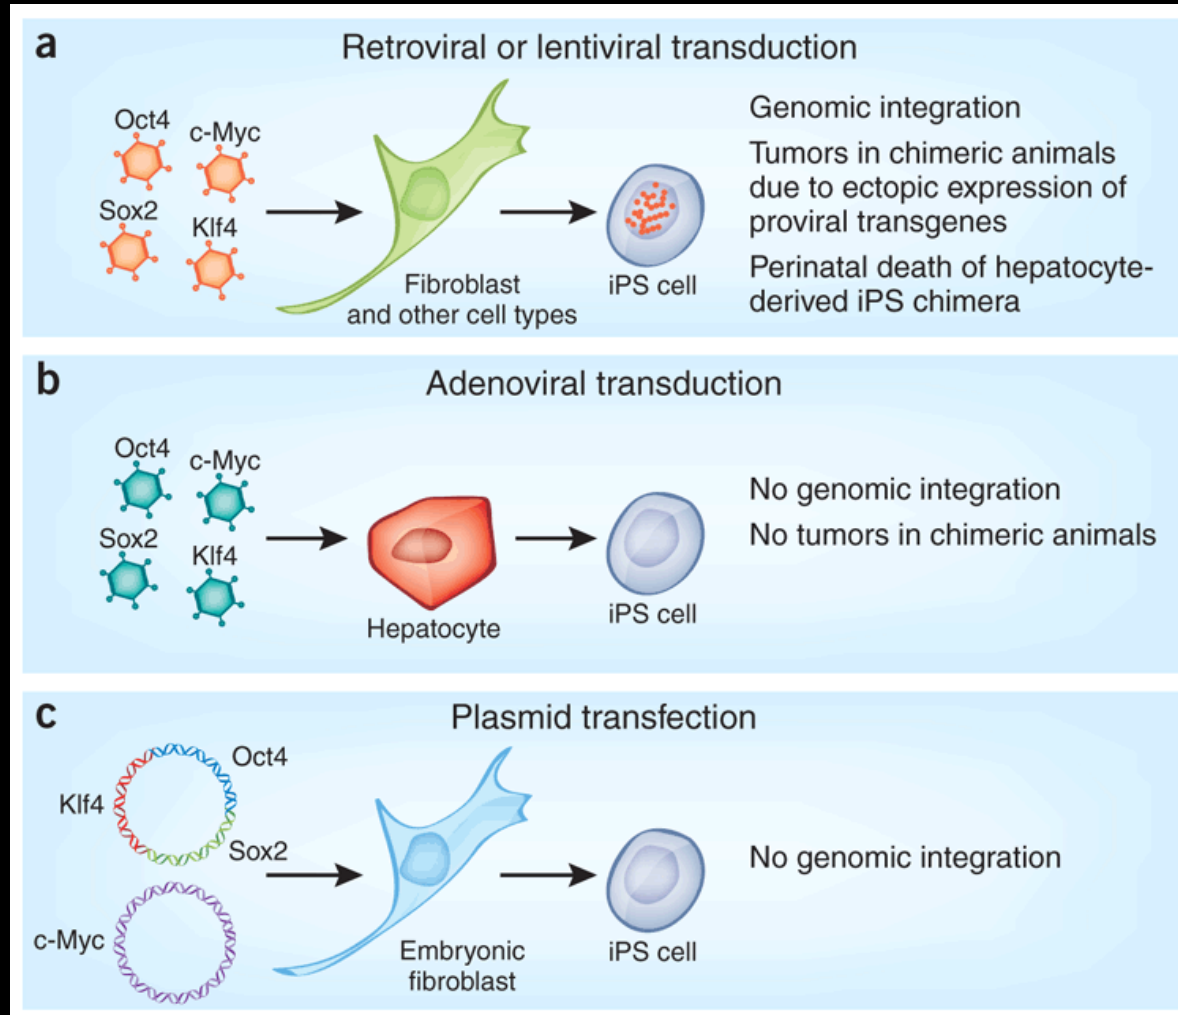 a
Retroviral or lentiviral transduction
Oct4
c-Myc
Sox2
Klf4
Fibroblast
and other cell types
iPS cell
Genomic integration
Tumors in chimeric animals
due to ectopic expression of
proviral transgenes
Perinatal death of hepatocyte-
derived iPS chimera
b
Adenoviral transduction
Oct4
c-Myc
Sox2
Klf4
Hepatocyte
iPS cell
No genomic integration
No tumors in chimeric animals
c
Plasmid transfection
Oct4
Klf4
Sox2
c-Myc
Embryonic
fibroblast
iPS cell
No genomic integration